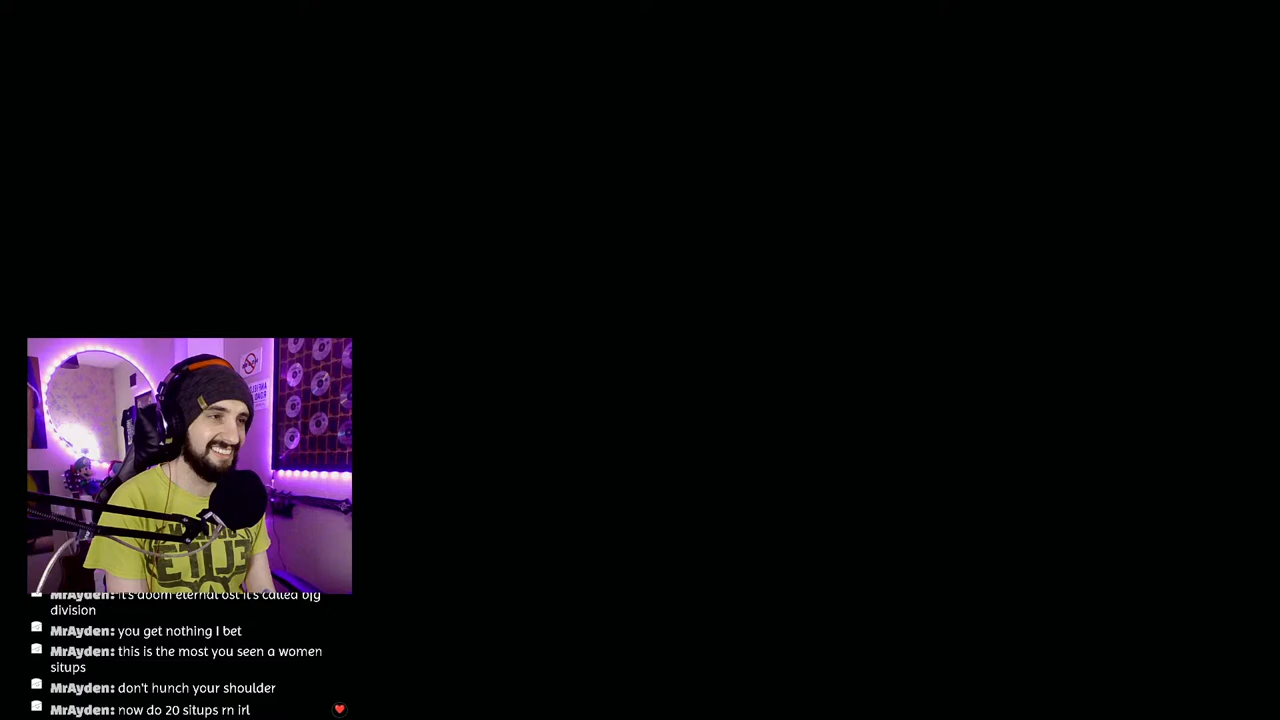 MrAyden: it's doom eternal ost it's called bfg
division
MrAyden: you get nothing I bet
MrAyden: this is the most you seen a women
situps
MrAyden: don't hunch your shoulder
MrAyden: now do 20 situps rn irl